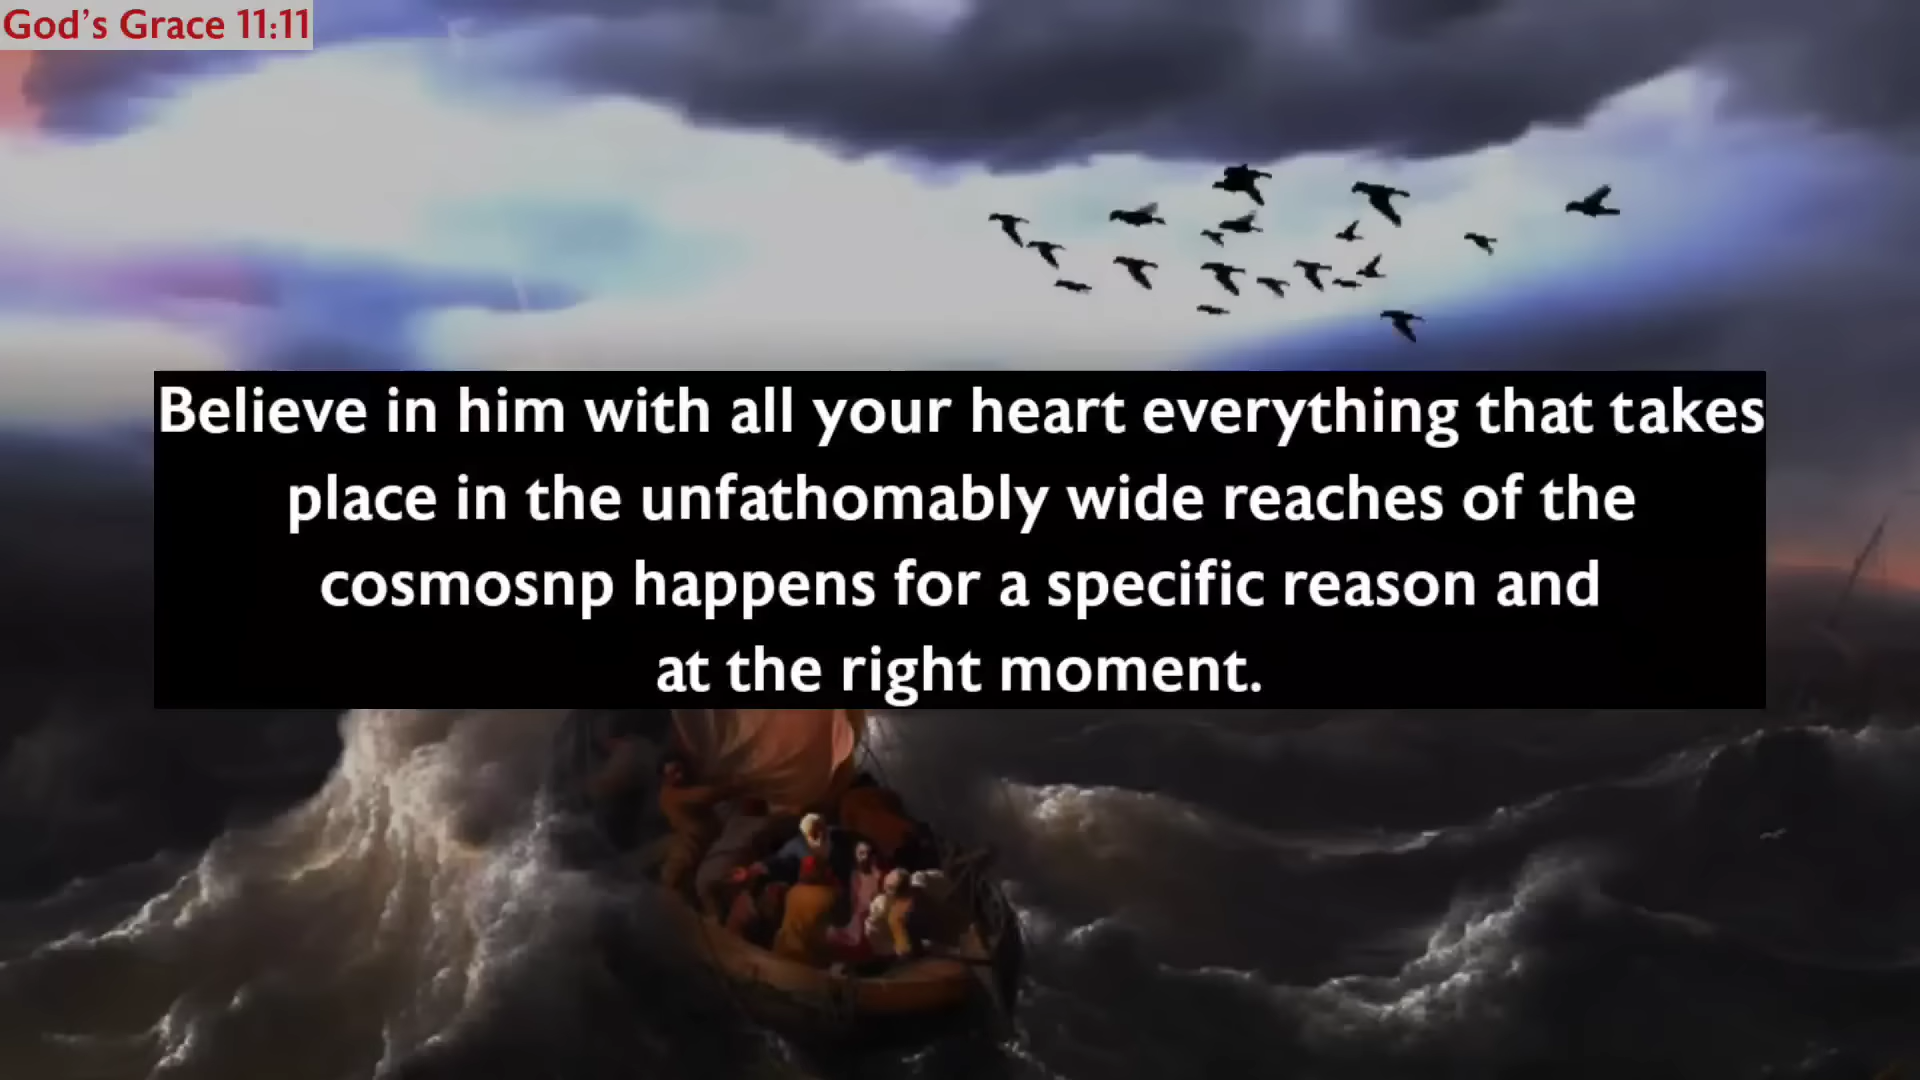 God's Grace 11:11
Believe in him with all your heart everything that takes
place in the unfathomably wide reaches of the
cosmosnp happens for a specific reason and
at the right moment.